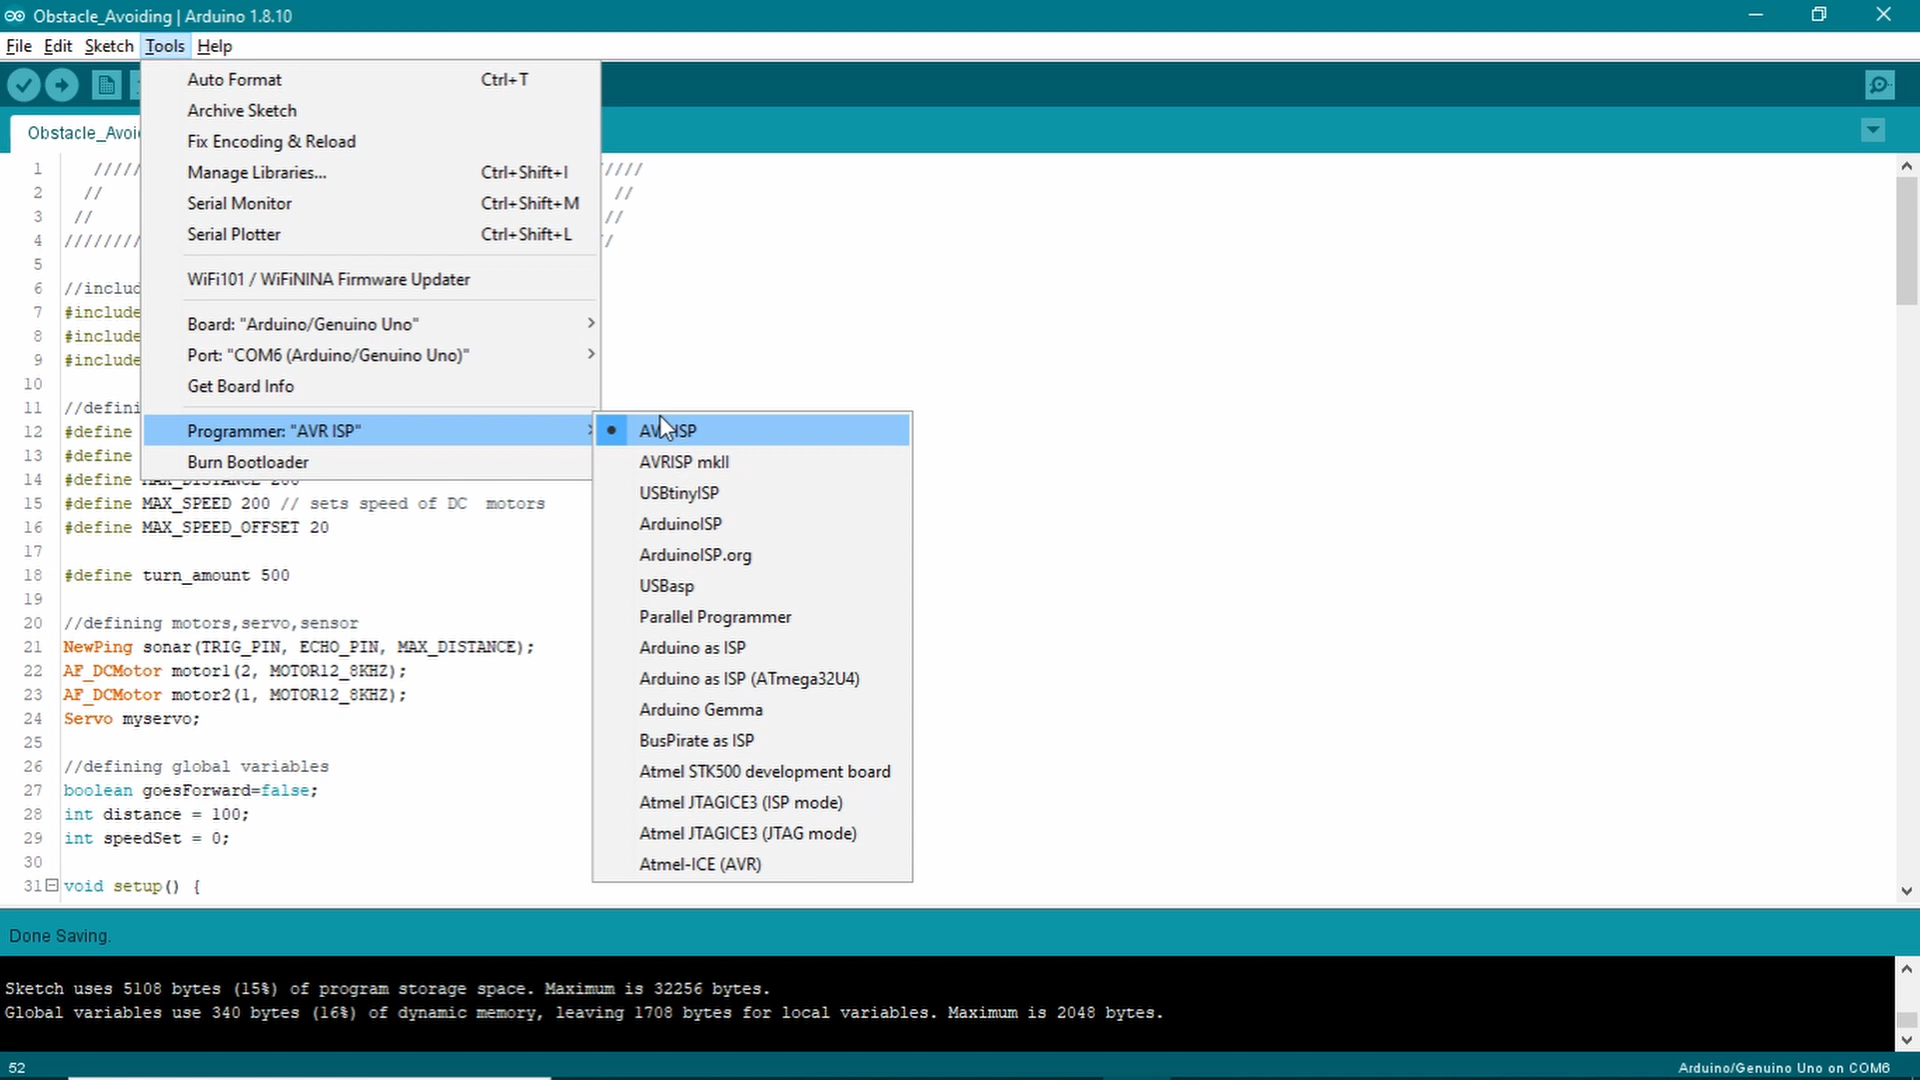 Obstacle_Avoiding | Arduino 1.8.10
File Edit Sketch Tools Help
Obstacle_Avoi
Auto Format Ctrl+T
Archive Sketch
Fix Encoding & Reload
Manage Libraries... Ctrl+Shift+I
Serial Monitor Ctrl+Shift+M
Serial Plotter Ctrl+Shift+L
WiFi101 / WiFiNINA Firmware Updater
Board: "Arduino/Genuino Uno"
Port: "COM6 (Arduino/Genuino Uno)"
Get Board Info
Programmer: "AVR ISP"
Burn Bootloader
AVRISP mkII
USBtinyISP
ArduinoISP
ArduinoISP.org
USBasp
Parallel Programmer
Arduino as ISP
Arduino as ISP (ATmega32U4)
Arduino Gemma
BusPirate as ISP
Atmel STK500 development board
Atmel JTAGICE3 (ISP mode)
Atmel JTAGICE3 (JTAG mode)
Atmel-ICE (AVR)
1 ///// /////
2 // //
3 // //
4 ///////// //
5
6 //includ
7 #include
8 #include
9 #include
10
11 //defini
12 #define
13 #define
14 #define MAX_DISTANCE 200
15 #define MAX_SPEED 200 // sets speed of DC  motors
16 #define MAX_SPEED_OFFSET 20
17
18 #define turn_amount 500
19
20 //defining motors,servo,sensor
21 NewPing sonar(TRIG_PIN, ECHO_PIN, MAX_DISTANCE);
22 AF_DCMotor motor1(2, MOTOR12_8KHZ);
23 AF_DCMotor motor2(1, MOTOR12_8KHZ);
24 Servo myservo;
25
26 //defining global variables
27 boolean goesForward=false;
28 int distance = 100;
29 int speedSet = 0;
30
31 void setup() {
Done Saving.
Sketch uses 5108 bytes (15%) of program storage space. Maximum is 32256 bytes.
Global variables use 340 bytes (16%) of dynamic memory, leaving 1708 bytes for local variables. Maximum is 2048 bytes.
52 Arduino/Genuino Uno on COM6